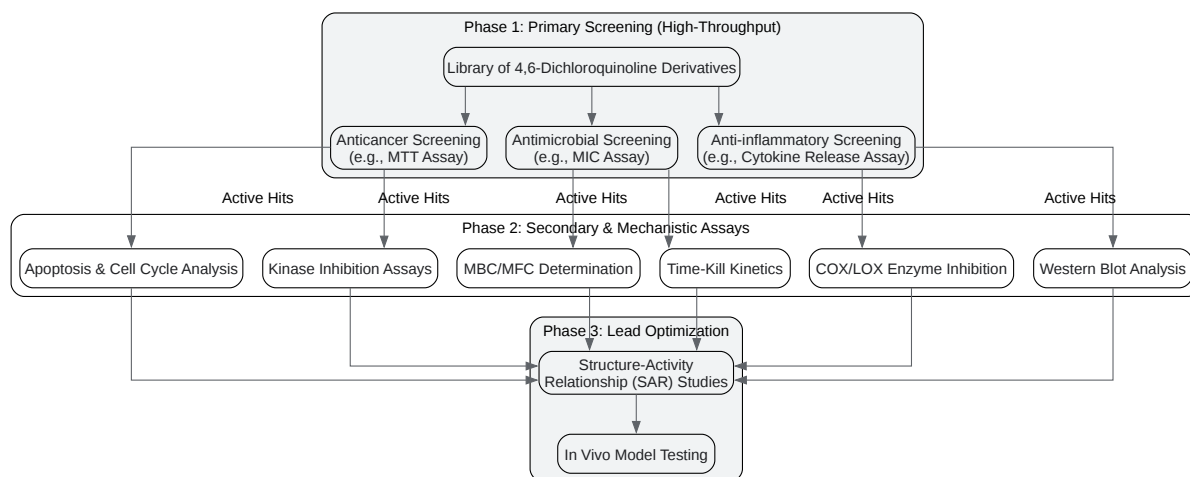 Phase 1: Primary Screening (High-Throughput)
Library of 4,6-Dichloroquinoline Derivatives
Anticancer Screening
(e.g., MTT Assay)
Antimicrobial Screening
(e.g., MIC Assay)
Anti-inflammatory Screening
(e.g., Cytokine Release Assay)
Active Hits
Active Hits
Active Hits
Active Hits
Active Hits
Active Hits
Phase 2: Secondary & Mechanistic Assays
Apoptosis & Cell Cycle Analysis
Kinase Inhibition Assays
MBC/MFC Determination
Time-Kill Kinetics
COX/LOX Enzyme Inhibition
Western Blot Analysis
Phase 3: Lead Optimization
Structure-Activity
Relationship (SAR) Studies
In Vivo Model Testing